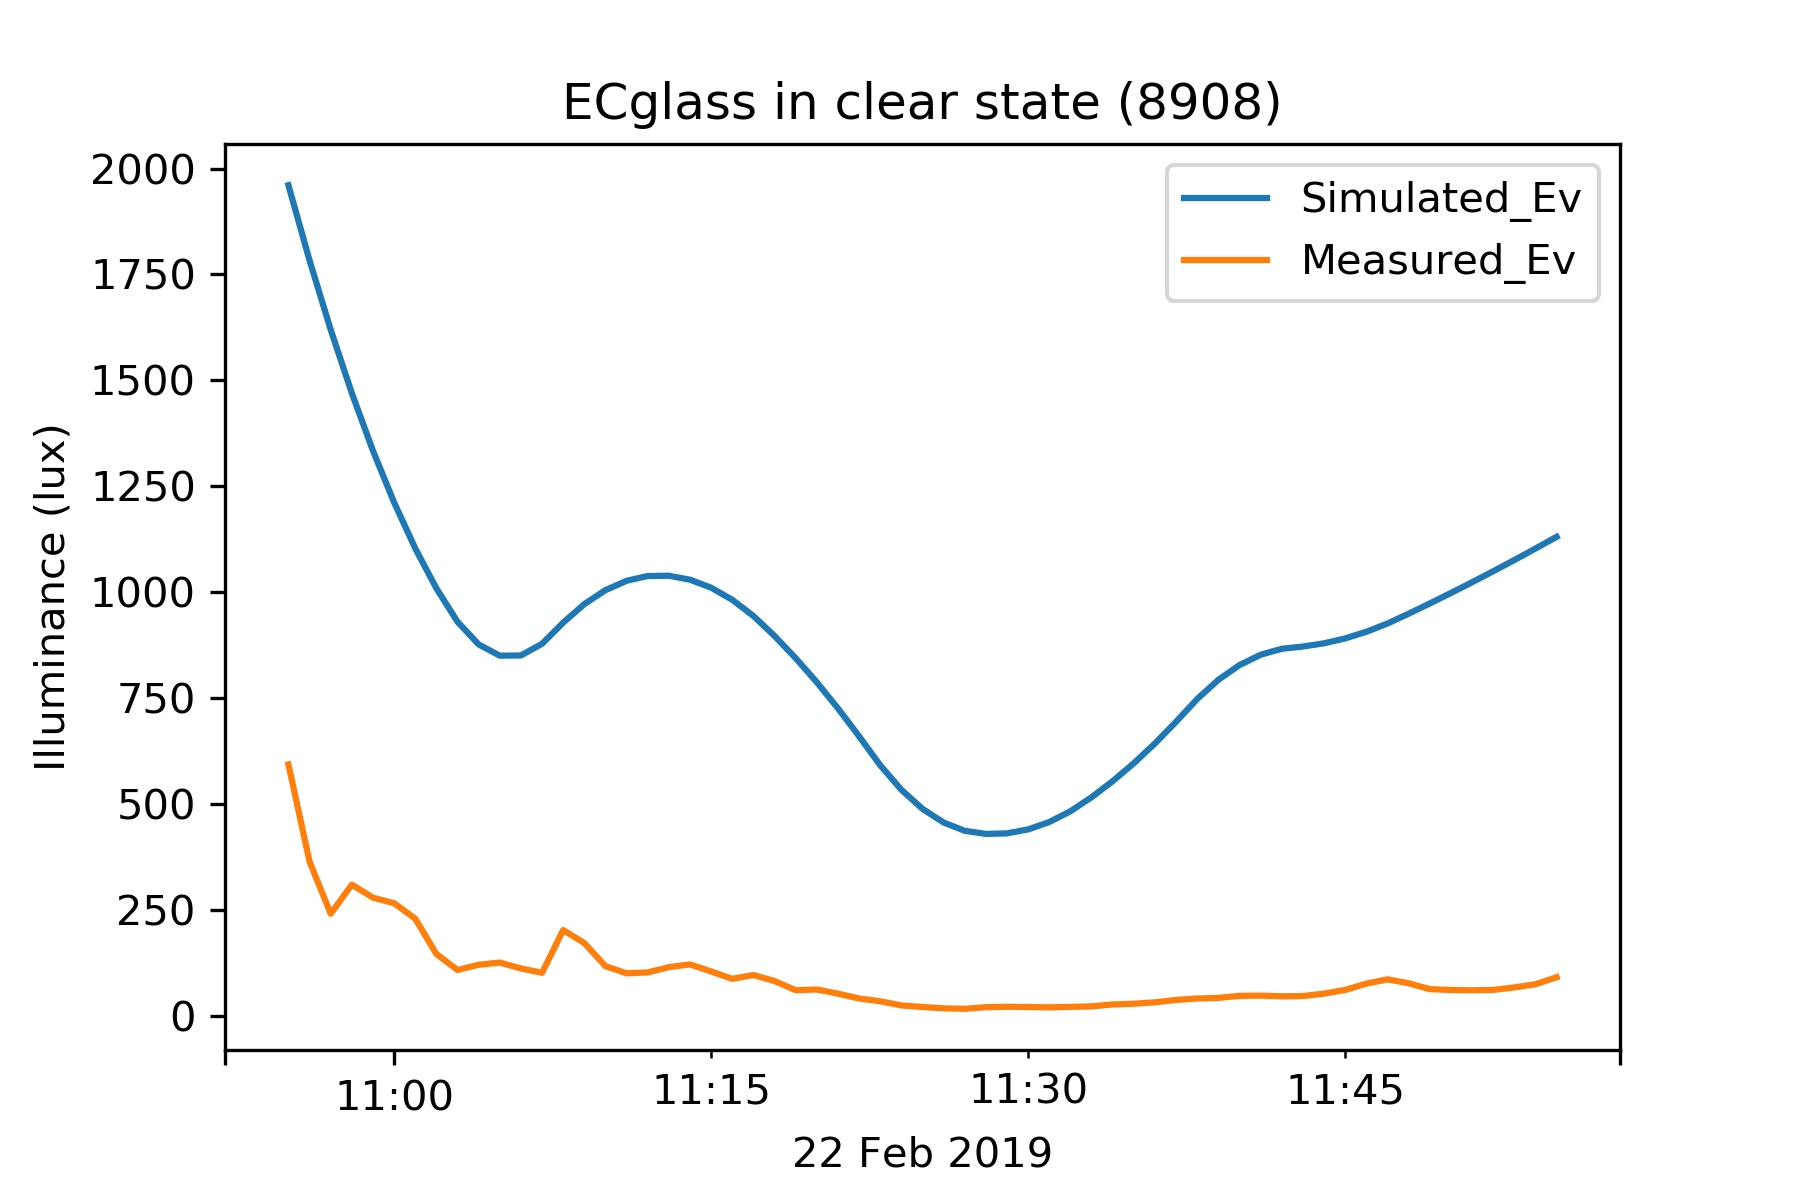 ECglass in clear state (8908)
Simulated_Ev
Measured_Ev
Illuminance (lux)
2000
1750
1500
1250
1000
750
500
250
0
11:00 11:15 11:30 11:45
22 Feb 2019